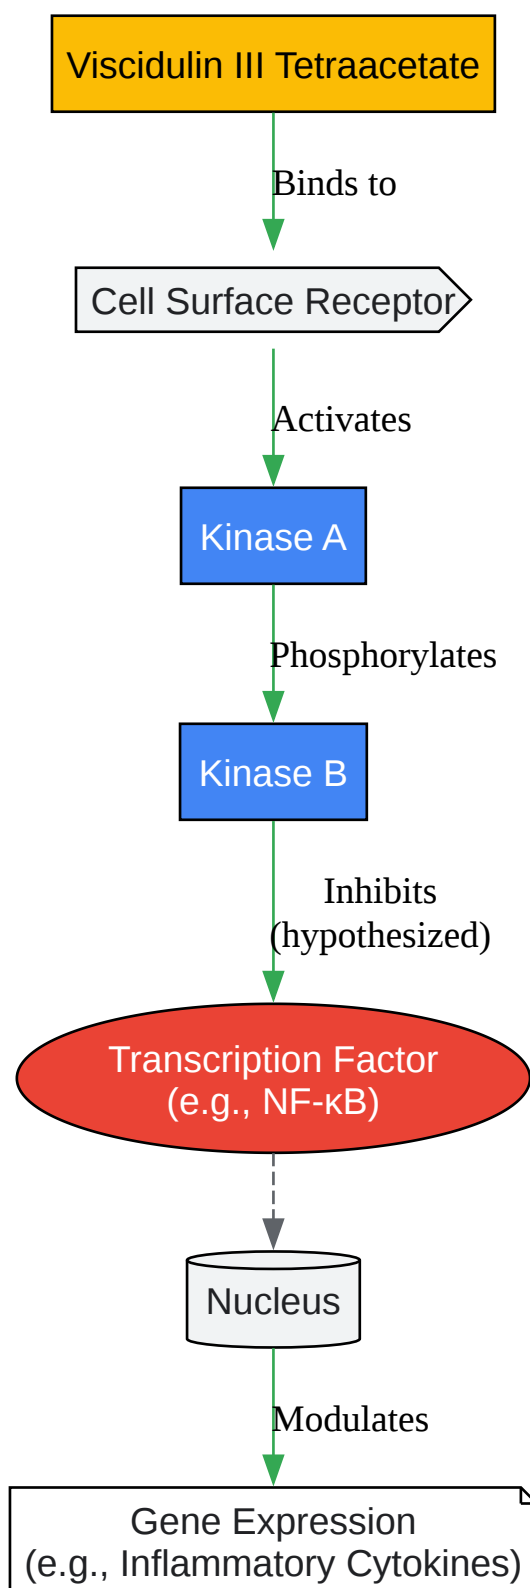 Viscidulin III Tetraacetate
Binds to
Cell Surface Receptor
Activates
Kinase A
Phosphorylates
Kinase B
Inhibits
(hypothesized)
Transcription Factor
(e.g., NF-κB)
Nucleus
Modulates
Gene Expression
(e.g., Inflammatory Cytokines)